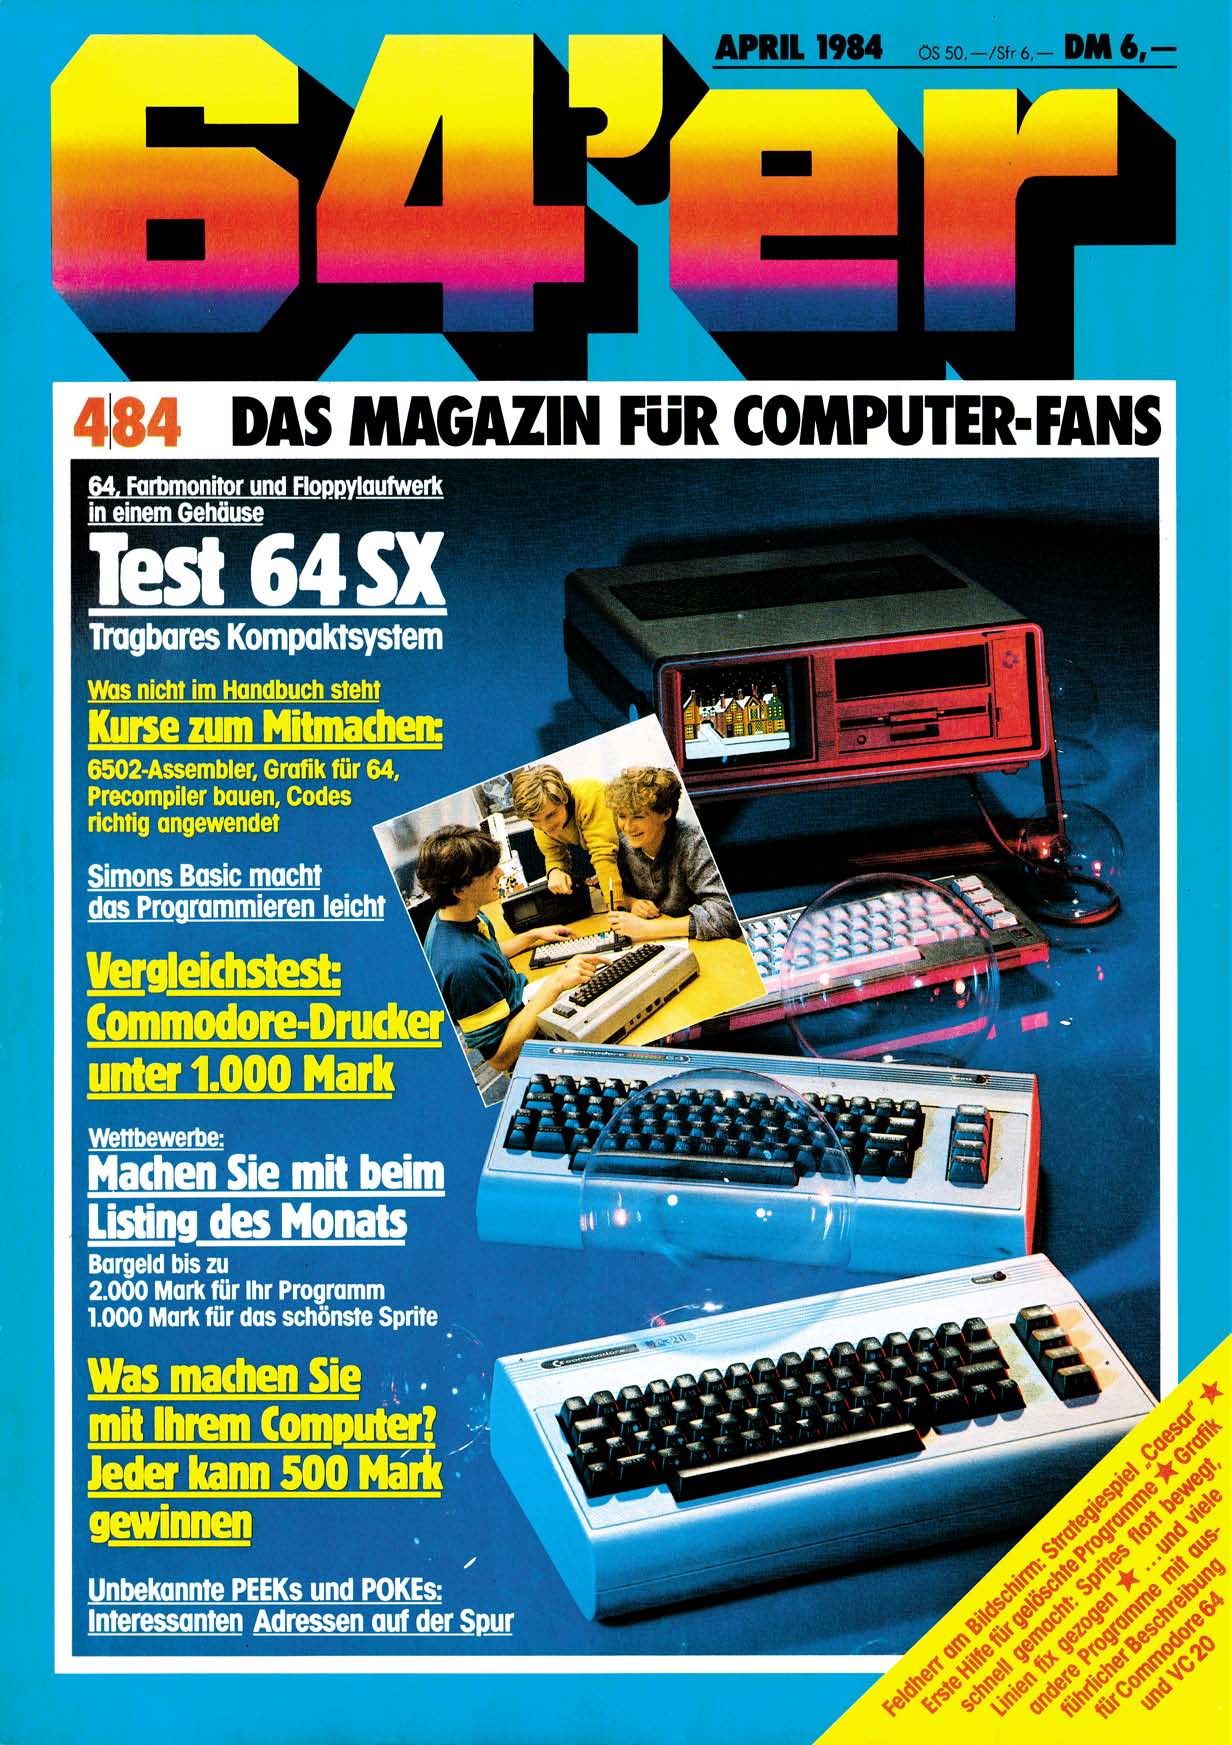 APRIL 1984 ÖS 50,—/Sfr 6,— DM 6,—
64'er
4|84 DAS MAGAZIN FÜR COMPUTER-FANS
64, Farbmonitor und Floppylaufwerk
in einem Gehäuse
Test 64 SX
Tragbares Kompaktsystem
Was nicht im Handbuch steht
Kurse zum Mitmachen:
6502-Assembler, Grafik für 64,
Precompiler bauen, Codes
richtig angewendet
Simons Basic macht
das Programmieren leicht
Vergleichstest:
Commodore-Drucker
unter 1.000 Mark
Wettbewerbe:
Machen Sie mit beim
Listing des Monats
Bargeld bis zu
2.000 Mark für Ihr Programm
1.000 Mark für das schönste Sprite
Was machen Sie
mit Ihrem Computer?
Jeder kann 500 Mark
gewinnen
Unbekannte PEEKs und POKEs:
Interessanten Adressen auf der Spur
commodore 64
commodore
Feldherr am Bildschirm: Strategiespiel „Caesar" ★
Erste Hilfe für gelöschte Programme ★ Grafik
schnell gemacht: Sprites flott bewegt,
Linien fix gezogen ★ ...und viele
andere Programme mit aus-
führlicher Beschreibung
für Commodore 64
und VC 20